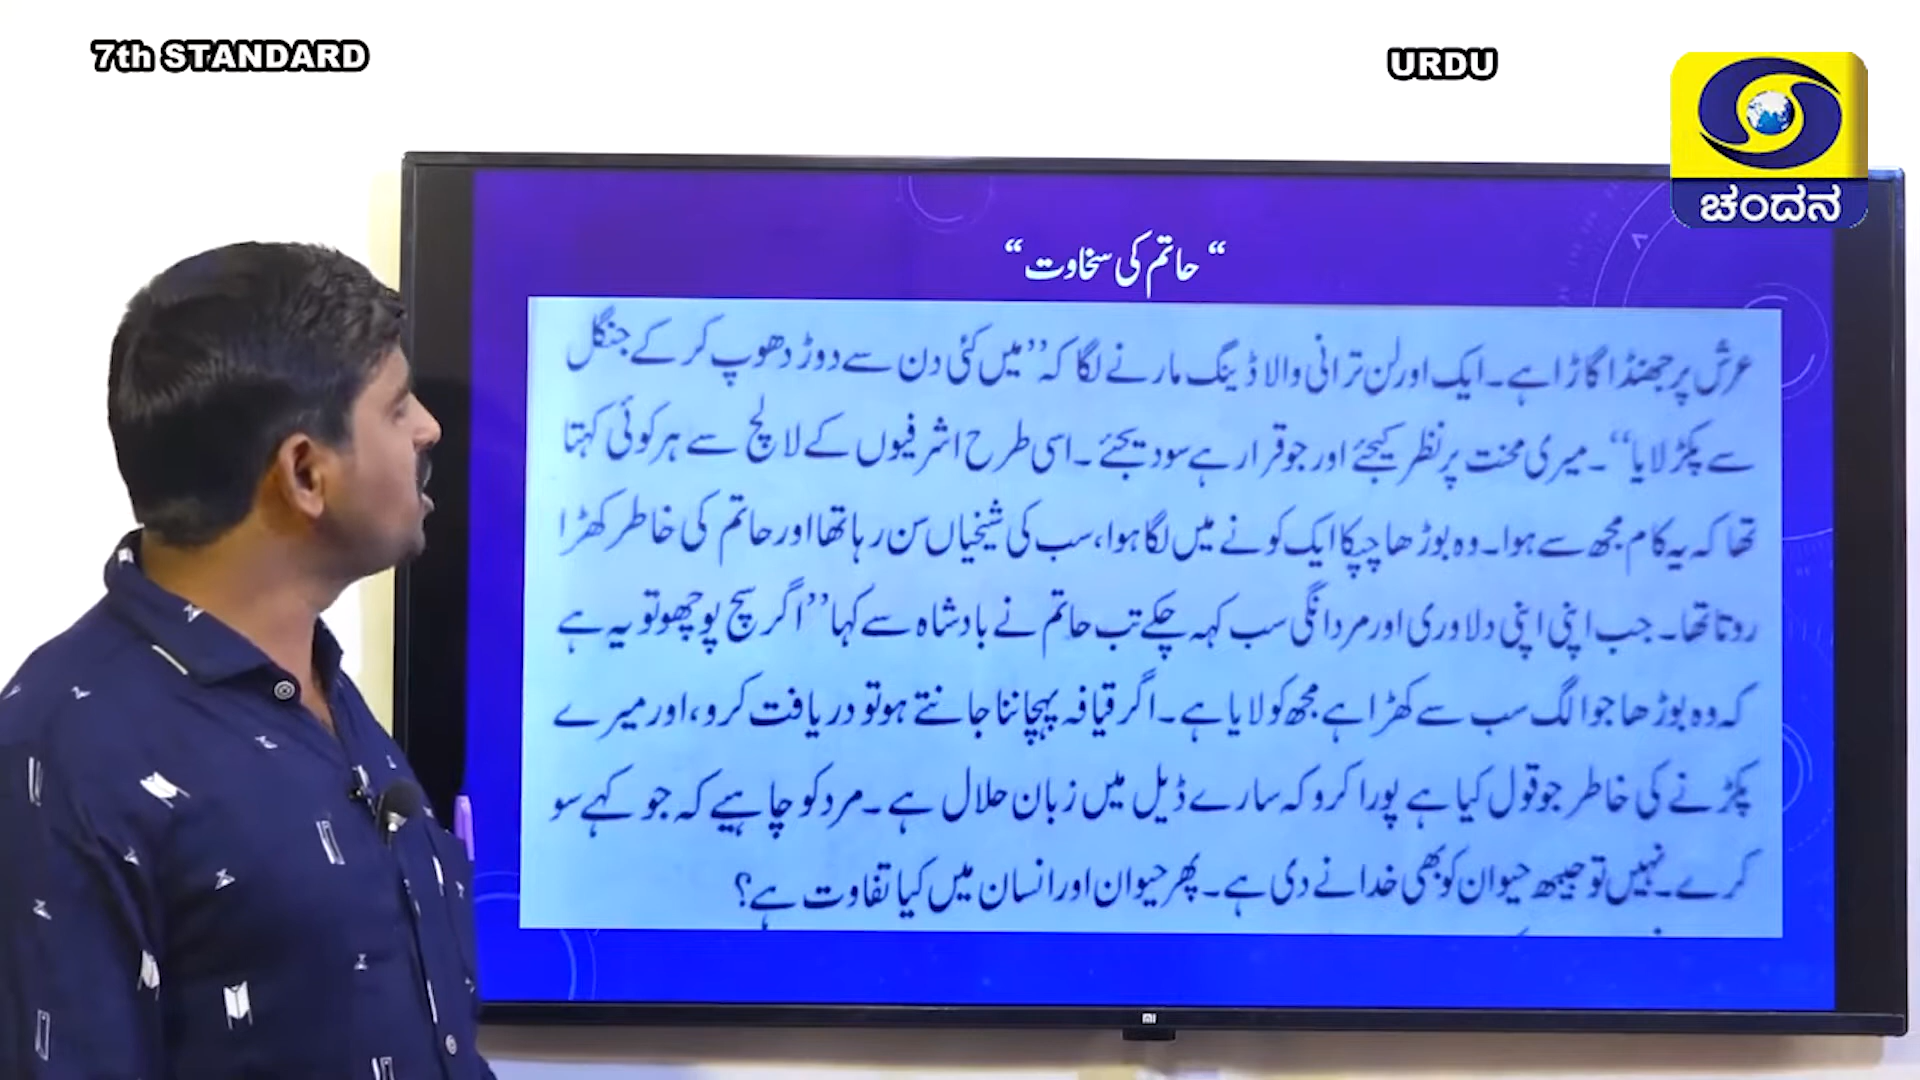 7th STANDARD
URDU
ಚಂದನ
“ حاتم کی سخاوت “
عرش پر جھنڈا گاڑا ہے۔ ایک اور لن ترانی والا ڈینگ مارنے لگا کہ ”میں کئی دن سے دوڑ دھوپ کر کے جنگل
سے پکڑ لایا“۔ میری محنت پر نظر کیجئے اور جو قرار ہے سو دیجئے۔ اسی طرح اشرفیوں کے لالچ سے ہر کوئی کہتا
تھا کہ یہ کام مجھ سے ہوا۔ وہ بوڑھا چپکا ایک کونے میں لگا ہوا، سب کی شیخیاں سن رہا تھا اور حاتم کی خاطر کھڑا
روتا تھا۔ جب اپنی اپنی دلاوری اور مردانگی سب کہہ چکے تب حاتم نے بادشاہ سے کہا ”اگر سچ پوچھو تو یہ ہے
کہ وہ بوڑھا جو الگ سب سے کھڑا ہے مجھ کو لایا ہے۔ اگر قیافہ پہچاننا جانتے ہو تو دریافت کرو، اور میرے
پکڑنے کی خاطر جو قول کیا ہے پورا کرو کہ سارے ڈیل میں زبان حلال ہے۔ مرد کو چاہیے کہ جو کہے سو
کرے۔ نہیں تو جیبھ حیوان کو بھی خدا نے دی ہے۔ پھر حیوان اور انسان میں کیا تفاوت ہے؟
mi